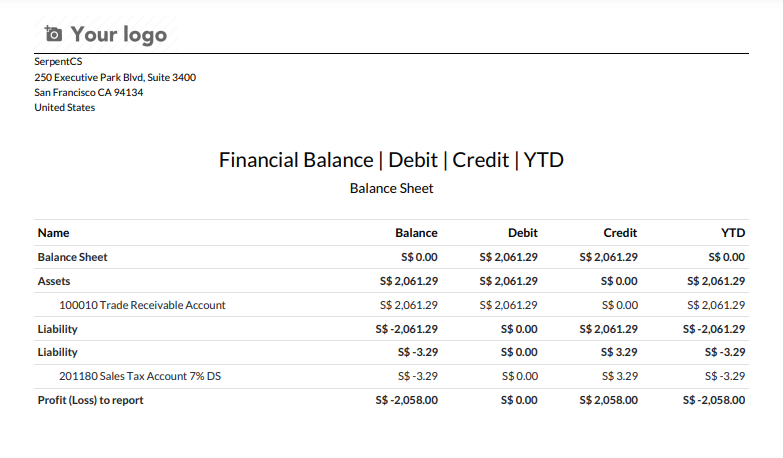 Your logo
SerpentCS
250 Executive Park Blvd, Suite 3400
San Francisco CA 94134
United States
Financial Balance | Debit | Credit | YTD
Balance Sheet
Name Balance Debit Credit YTD
Balance Sheet S$ 0.00 S$ 2,061.29 S$ 2,061.29 S$ 0.00
Assets S$ 2,061.29 S$ 2,061.29 S$ 0.00 S$ 2,061.29
100010 Trade Receivable Account S$ 2,061.29 S$ 2,061.29 S$ 0.00 S$ 2,061.29
Liability S$ -2,061.29 S$ 0.00 S$ 2,061.29 S$ -2,061.29
Liability S$ -3.29 S$ 0.00 S$ 3.29 S$ -3.29
201180 Sales Tax Account 7% DS S$ -3.29 S$ 0.00 S$ 3.29 S$ -3.29
Profit (Loss) to report S$ -2,058.00 S$ 0.00 S$ 2,058.00 S$ -2,058.00